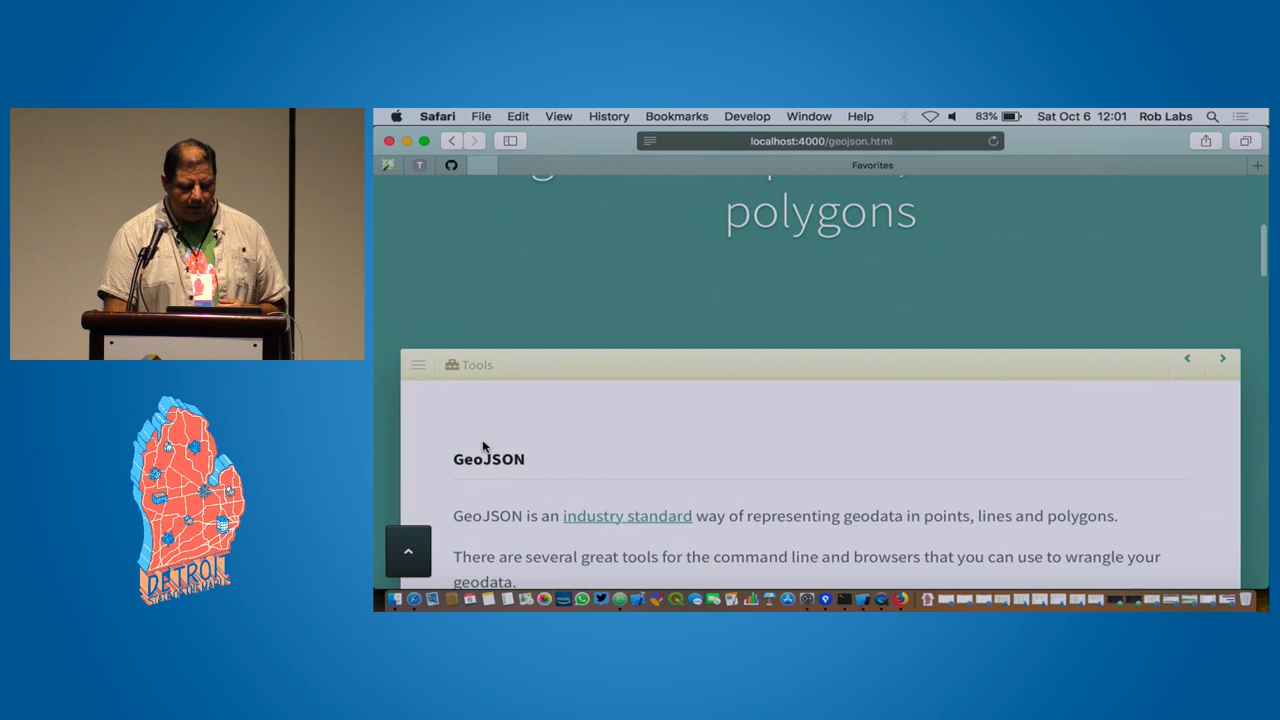 Safari File Edit View History Bookmarks Develop Window Help 83% Sat Oct 6 12:01 Rob Labs
localhost:4000/geojson.html
T Favorites
polygons
Tools
GeoJSON
GeoJSON is an industry standard way of representing geodata in points, lines and polygons.
There are several great tools for the command line and browsers that you can use to wrangle your
geodata.
DETROIT